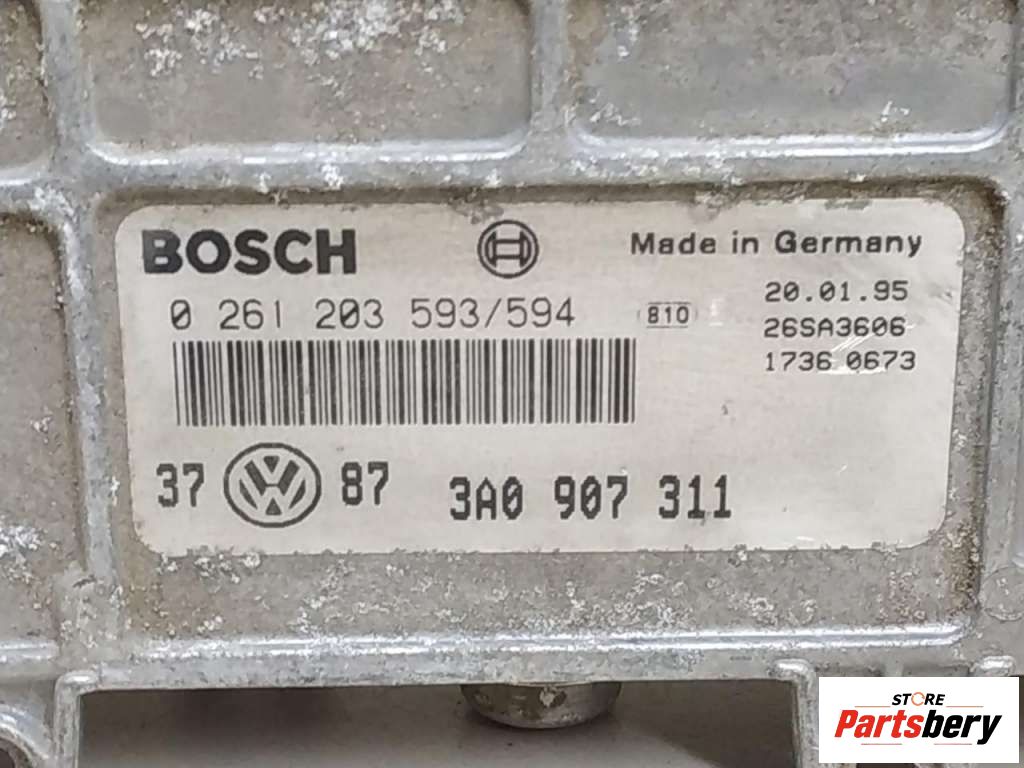 BOSCH Made in Germany
0 261 203 593/594 810 20.01.95
26SA3606
1736 0673
37 VW 87 3A0 907 311
STORE
Partsbery